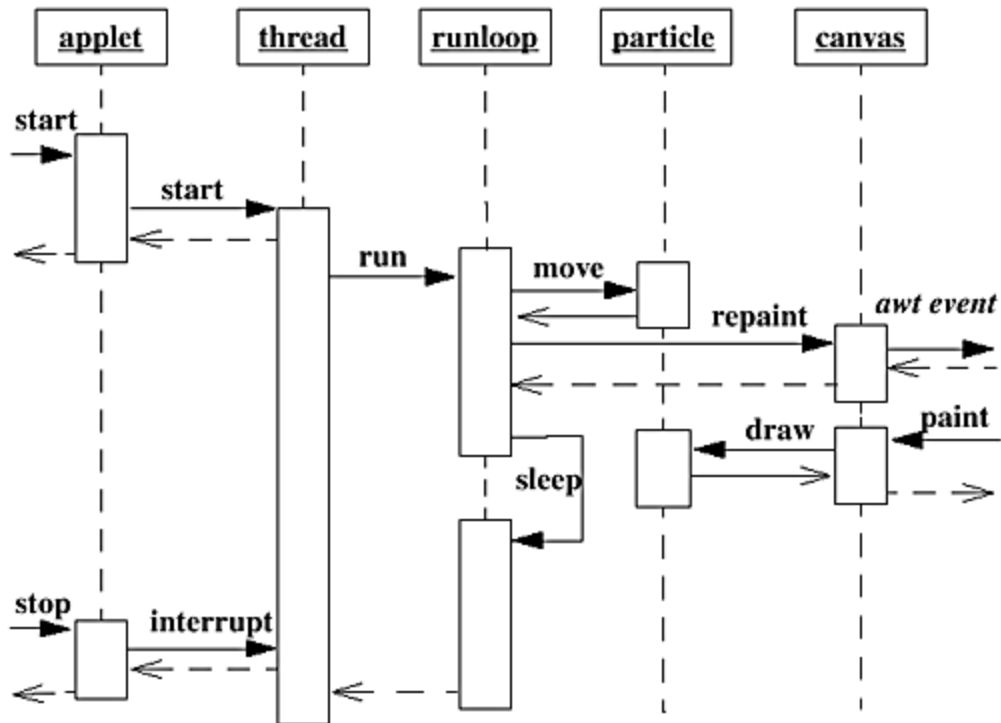 applet thread runloop particle canvas
start
start
run
move
awt event
repaint
paint
draw
sleep
stop
interrupt